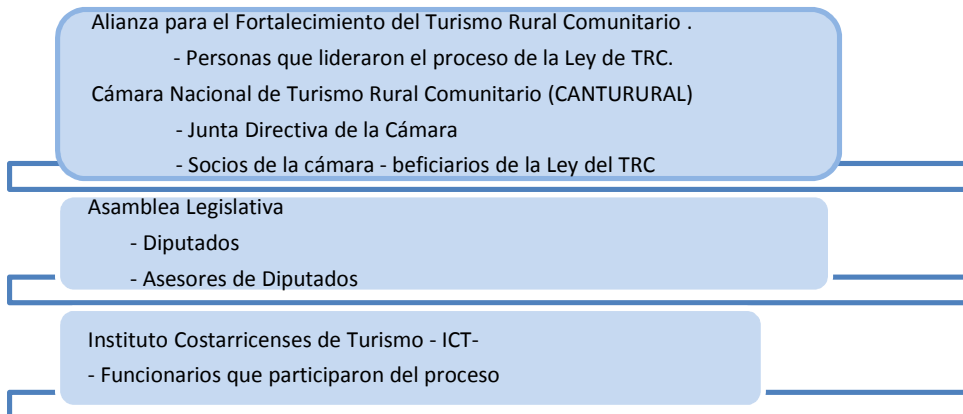 Alianza para el Fortalecimiento del Turismo Rural Comunitario .
- Personas que lideraron el proceso de la Ley de TRC.
Cámara Nacional de Turismo Rural Comunitario (CANTURURAL)
- Junta Directiva de la Cámara
- Socios de la cámara - beficiarios de la Ley del TRC
Asamblea Legislativa
- Diputados
- Asesores de Diputados
Instituto Costarricenses de Turismo - ICT-
- Funcionarios que participaron del proceso